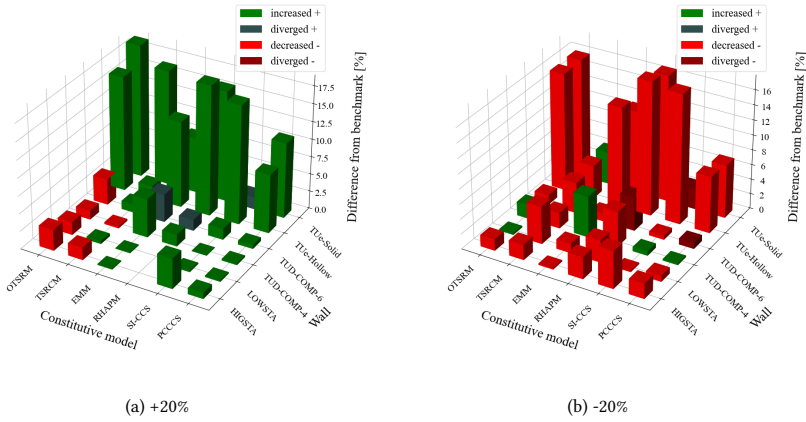 increased +
diverged +
decreased -
diverged -
17.5
15.0
12.5
10.0
7.5
5.0
2.5
0.0
Difference from benchmark [%]
OTSRM
TSRCM
EMM
RHAPM
SI-CCS
PCCCS
Constitutive model
TUe-Solid
TUe-Hollow
TUD-COMP-6
TUD-COMP-4
LOWSTA
HIGSTA
Wall
(a) +20%
increased +
diverged +
decreased -
diverged -
16
14
12
10
8
6
4
2
0
Difference from benchmark [%]
OTSRM
TSRCM
EMM
RHAPM
SI-CCS
PCCCS
Constitutive model
TUe-Solid
TUe-Hollow
TUD-COMP-6
TUD-COMP-4
LOWSTA
HIGSTA
Wall
(b) -20%